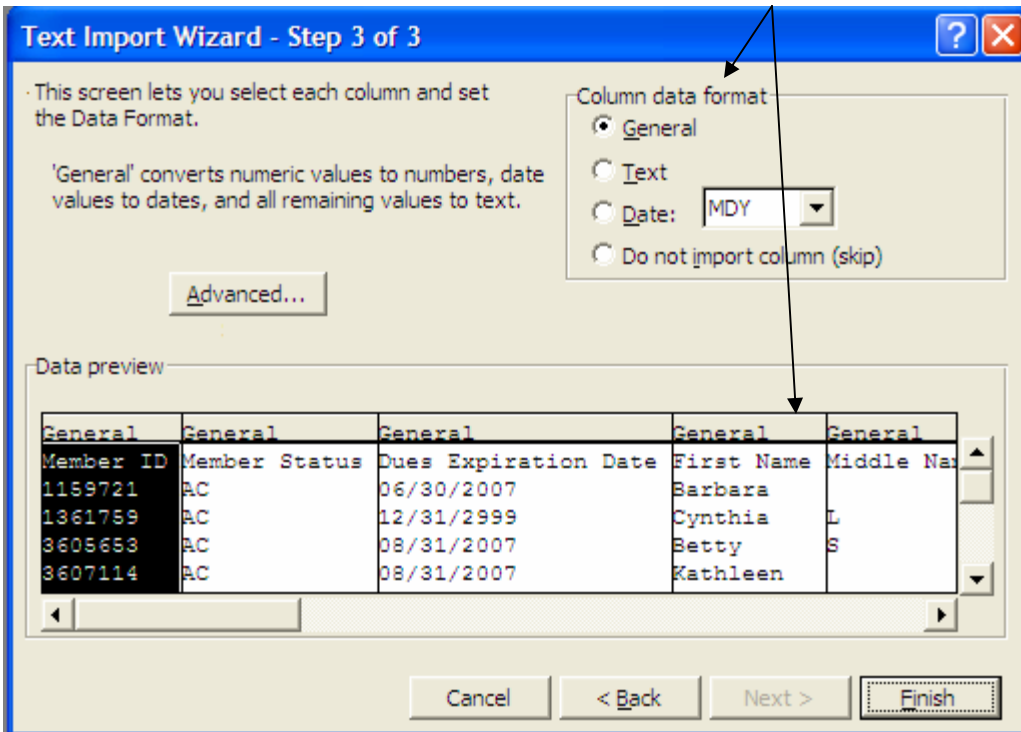 Text Import Wizard - Step 3 of 3
This screen lets you select each column and set
the Data Format.
'General' converts numeric values to numbers, date
values to dates, and all remaining values to text.
Advanced...
Column data format
General
Text
Date: MDY
Do not import column (skip)
Data preview
General General General General General
Member ID Member Status Dues Expiration Date First Name Middle
1159721 AC 06/30/2007 Barbara
1361759 AC 12/31/2999 Cynthia L
3605653 AC 08/31/2007 Betty S
3607114 AC 08/31/2007 Kathleen
Cancel < Back Next > Finish